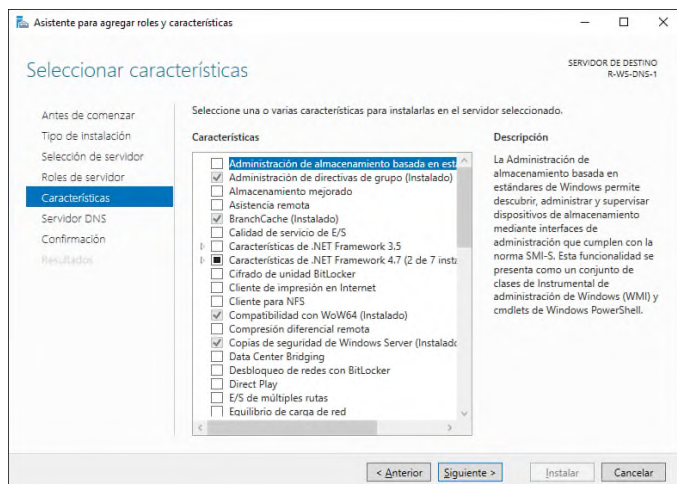 Asistente para agregar roles y características
Seleccionar características
SERVIDOR DE DESTINO
R-WS-DNS-1
Antes de comenzar
Tipo de instalación
Selección de servidor
Roles de servidor
Características
Servidor DNS
Confirmación
Resultados
Seleccione una o varias características para instalarlas en el servidor seleccionado.
Características
Administración de almacenamiento basada en está
Administración de directivas de grupo (Instalado)
Almacenamiento mejorado
Asistencia remota
BranchCache (Instalado)
Calidad de servicio de E/S
Características de .NET Framework 3.5
Características de .NET Framework 4.7 (2 de 7 insta
Cifrado de unidad BitLocker
Cliente de impresión en Internet
Cliente para NFS
Compatibilidad con WoW64 (Instalado)
Compresión diferencial remota
Copias de seguridad de Windows Server (Instalado
Data Center Bridging
Desbloqueo de redes con BitLocker
Direct Play
E/S de múltiples rutas
Equilibrio de carga de red
Descripción
La Administración de
almacenamiento basada en
estándares de Windows permite
descubrir, administrar y supervisar
dispositivos de almacenamiento
mediante interfaces de
administración que cumplen con la
norma SMI-S. Esta funcionalidad se
presenta como un conjunto de
clases de Instrumental de
administración de Windows (WMI) y
cmdlets de Windows PowerShell.
< Anterior
Siguiente >
Instalar
Cancelar